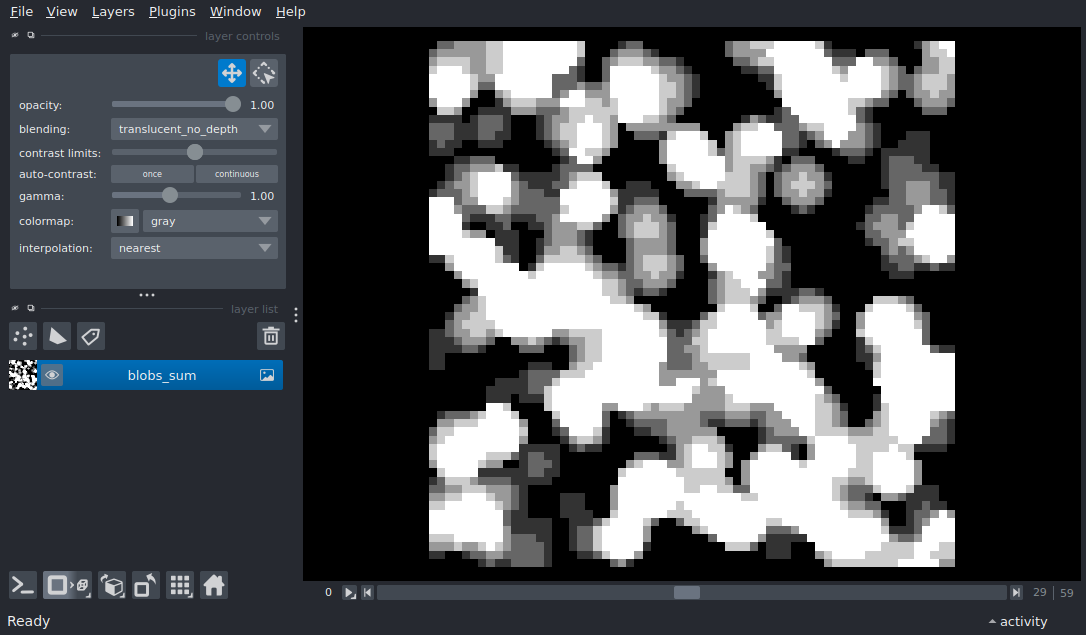 File View Layers Plugins Window Help
layer controls
opacity: 1.00
blending: translucent_no_depth
contrast limits:
auto-contrast: once continuous
gamma: 1.00
colormap: gray
interpolation: nearest
layer list
blobs_sum
0 29 | 59
Ready activity